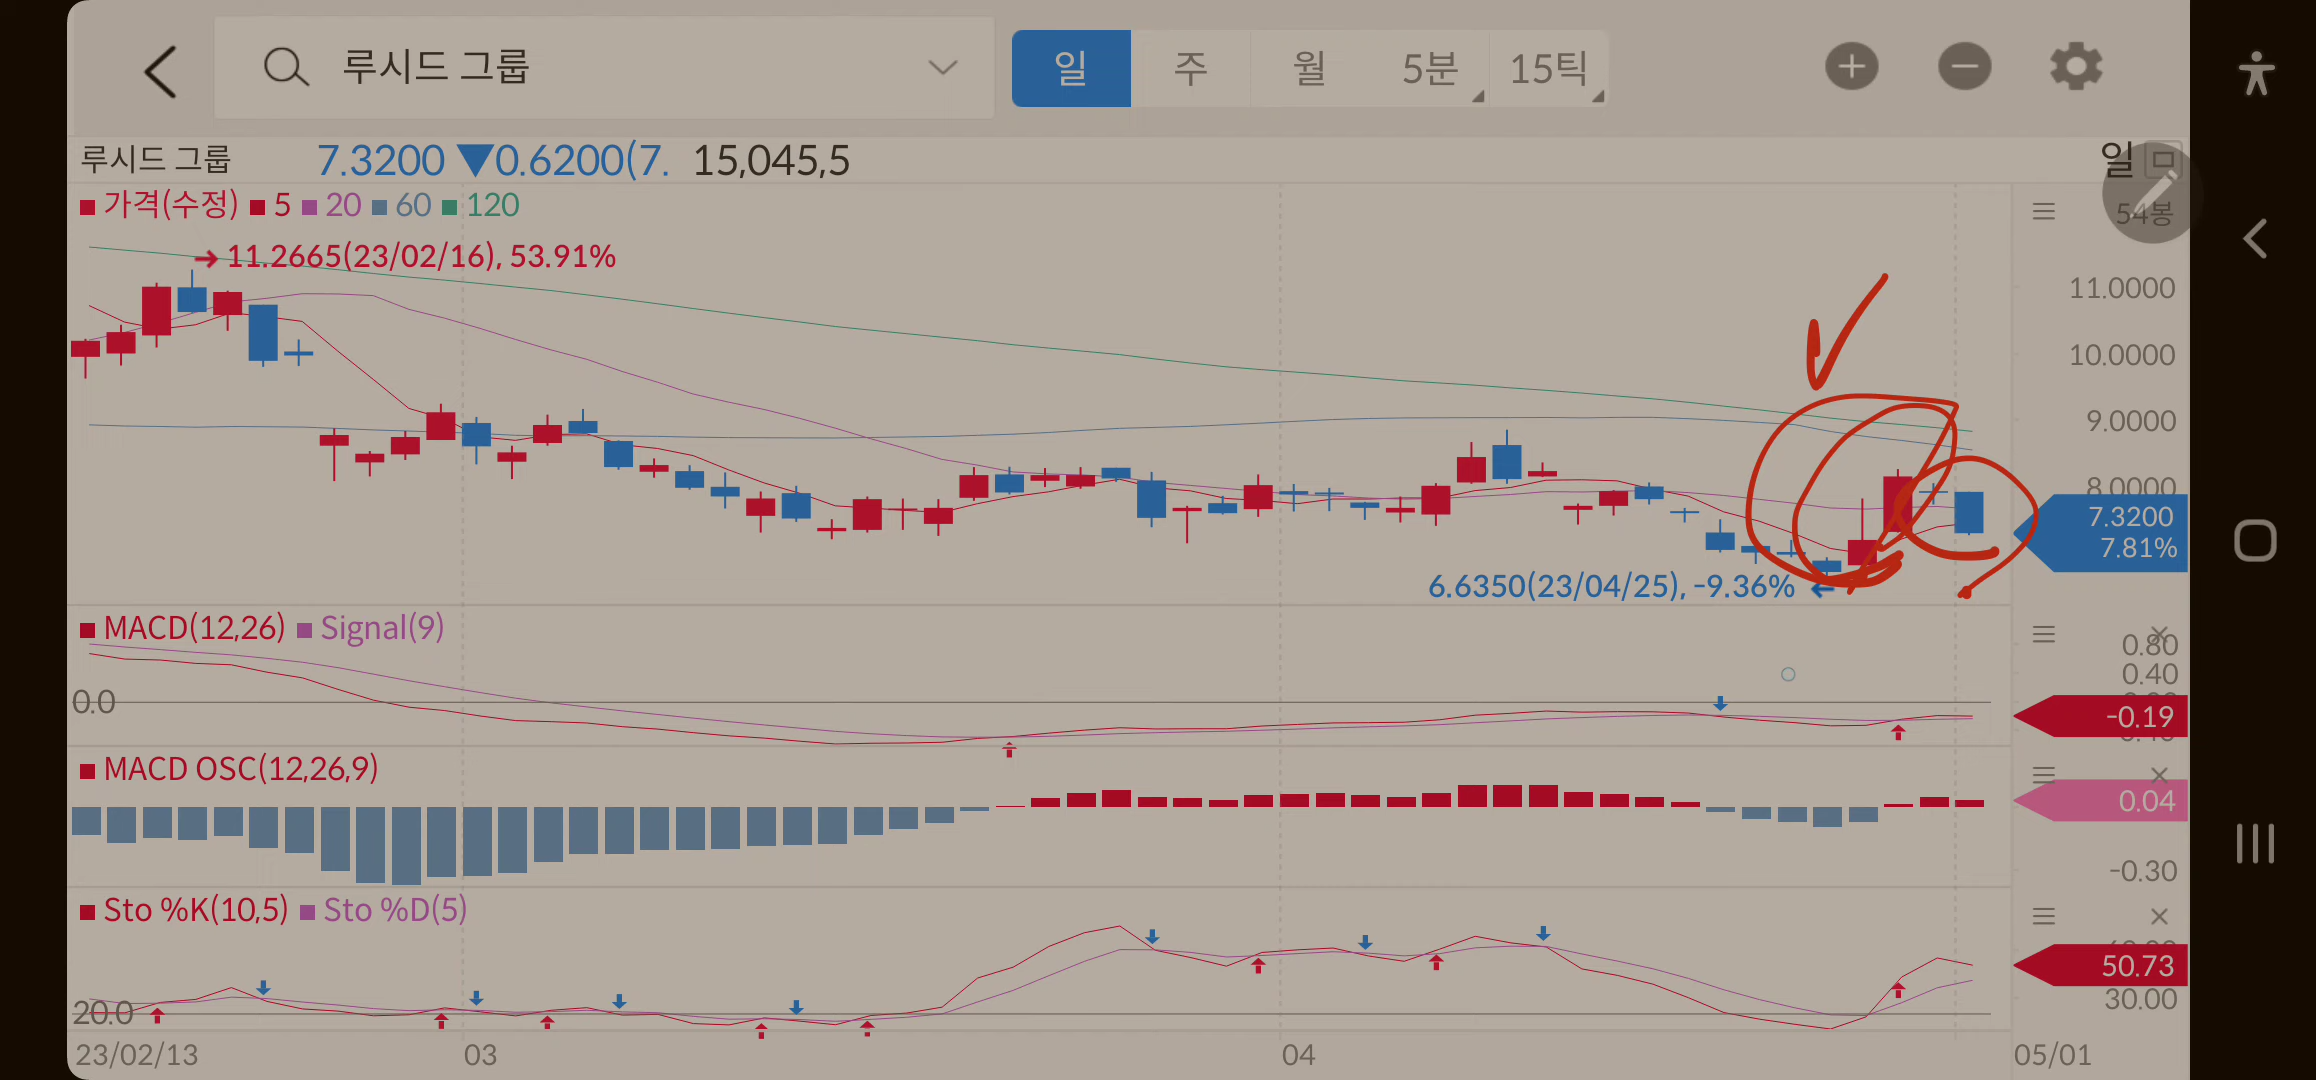 루시드 그룹
일 주 월 5분 15틱
루시드 그룹 7.3200 ▼0.6200(7. 15,045,5 일
가격(수정) 5 20 60 120
54봉
→ 11.2665(23/02/16), 53.91%
11.0000
10.0000
9.0000
8.0000
7.3200
7.81%
6.6350(23/04/25), -9.36% ←
MACD(12,26) Signal(9)
0.80
0.40
0.0
-0.19
MACD OSC(12,26,9)
0.04
-0.30
Sto %K(10,5) Sto %D(5)
50.73
30.00
20.0
23/02/13 03 04 05/01